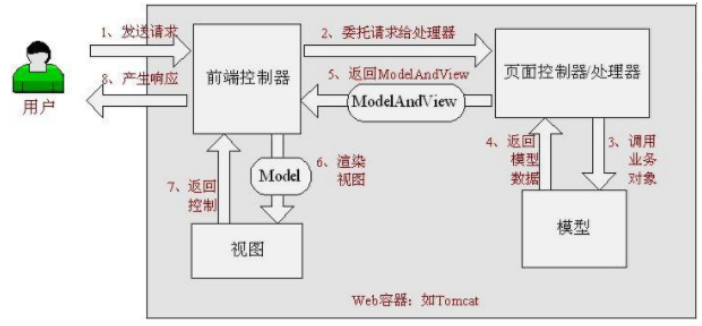 1、发送请求
2、委托请求给处理器
8、产生响应
用户
前端控制器
5、返回ModelAndView
ModelAndView
页面控制器/处理器
4、返回
模型
数据
3、调用
业务
对象
6、渲染
视图
Model
7、返回
控制
视图
模型
Web容器：如Tomcat